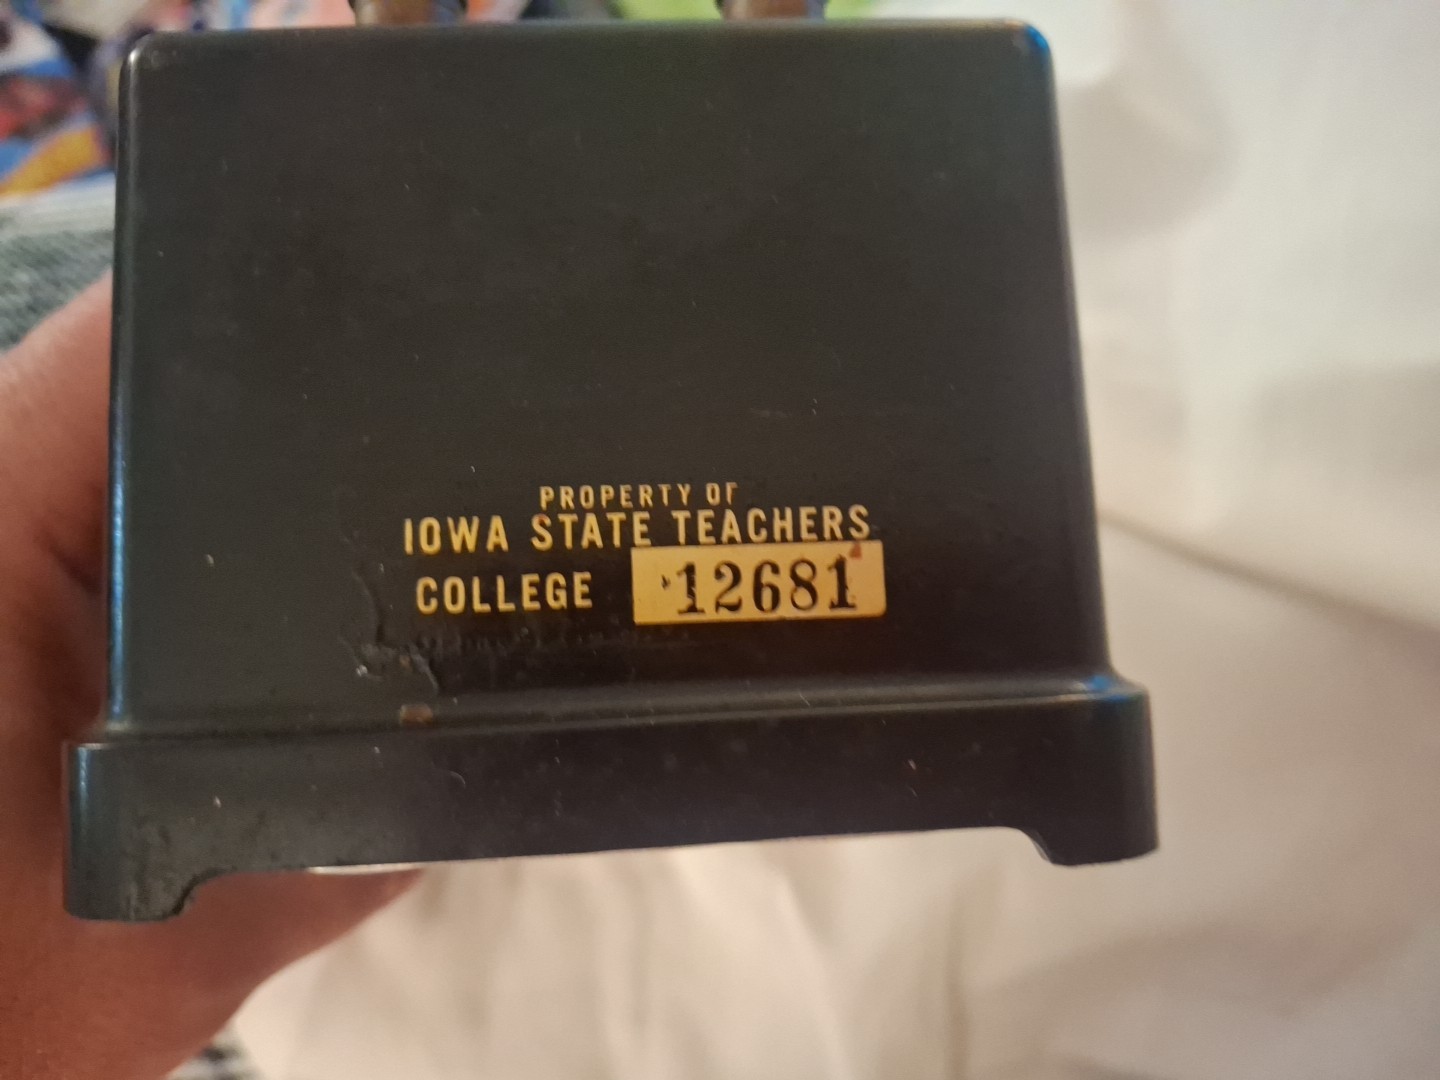 PROPERTY OF
IOWA STATE TEACHERS
COLLEGE 12681